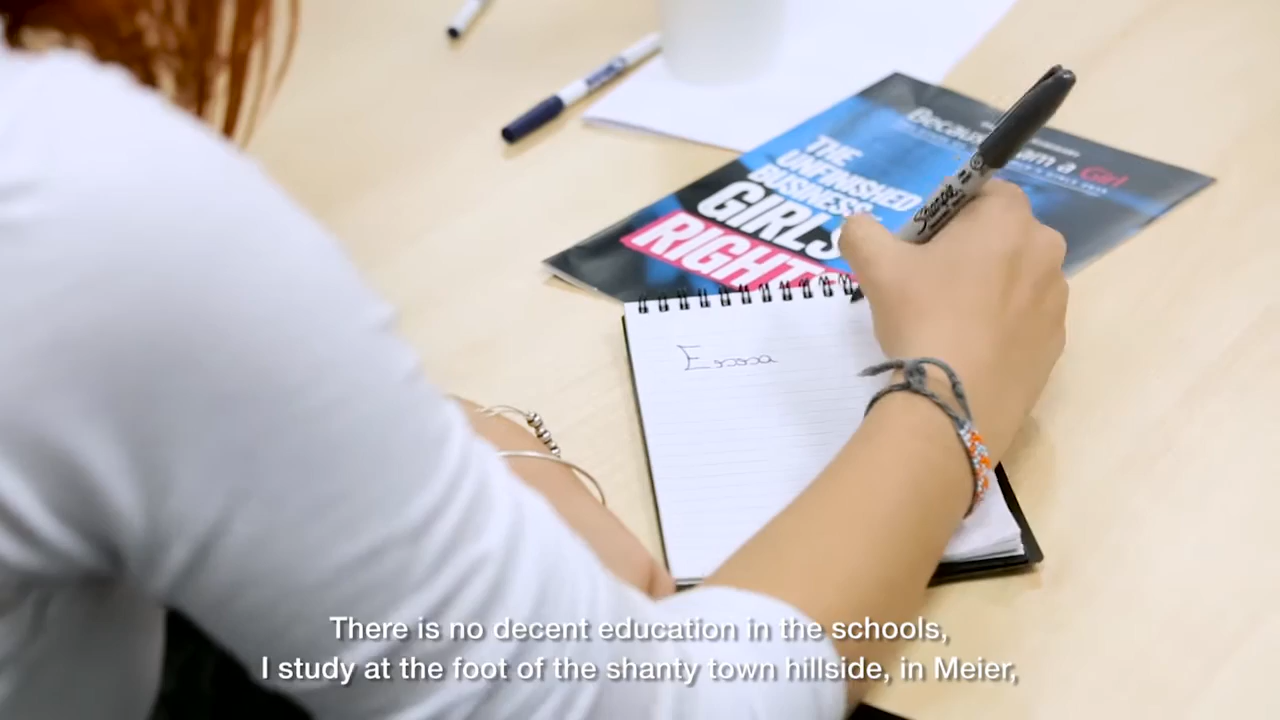 Because I am a Girl
THE
UNFINISHED
BUSINESS
GIRLS'
RIGHTS
Sharpie
There is no decent education in the schools,
I study at the foot of the shanty town hillside, in Meier,